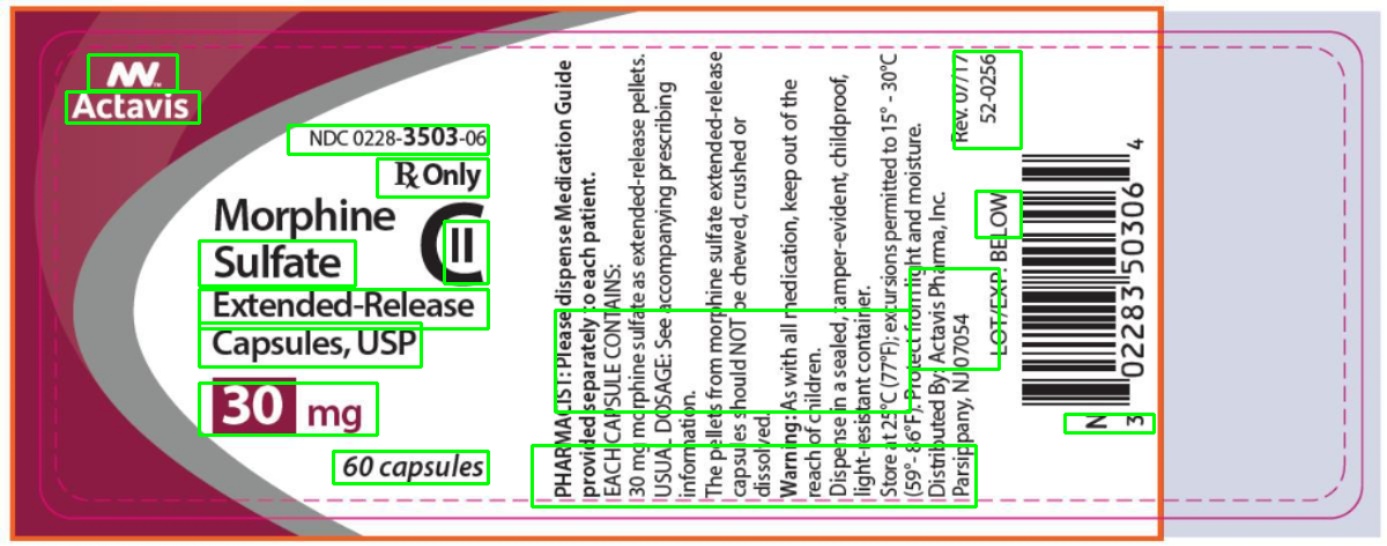 Actavis
NDC 0228-3503-06
Rx Only
Morphine
Sulfate
CII
Extended-Release
Capsules, USP
30 mg
60 capsules
PHARMACIST: Please dispense Medication Guide
provided separately to each patient.
EACH CAPSULE CONTAINS:
30 mg morphine sulfate as extended-release pellets.
USUAL DOSAGE: See accompanying prescribing
information.
The pellets from morphine sulfate extended-release
capsules should NOT be chewed, crushed or
dissolved.
Warning: As with all medication, keep out of the
reach of children.
Dispense in a sealed, tamper-evident, childproof,
light-resistant container.
Store at 25°C (77°F); excursions permitted to 15° - 30°C
(59° - 86°F). Protect from light and moisture.
Distributed By: Actavis Pharma, Inc.
Parsippany, NJ 07054
Rev. 07/17
52-0256
LOT/EXP: BELOW
N
3 02283 50306 4